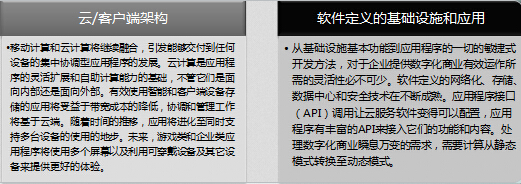 云/客户端架构
•移动计算和云计算将继续融合，引发能够交付到任何
设备的集中协调型应用程序的发展。云计算是应用程
序的灵活扩展和自助计算能力的基础，不管它们是面
向内部还是面向外部。有效使用智能和客户端设备存
储的应用将受益于带宽成本的降低，协调和管理工作
将基于云端。随着时间的推移，应用将进化至同时支
持多台设备的使用的地步。未来，游戏类和企业类应
用程序将使用多个屏幕以及利用可穿戴设备及其它设
备来提供更好的体验。
软件定义的基础设施和应用
• 从基础设施基本功能到应用程序的一切的敏捷式
开发方法，对于企业提供数字化商业有效运作所
需的灵活性必不可少。软件定义的网络化、存储、
数据中心和安全技术在不断成熟。应用程序接口
（API）调用让云服务软件变得可以配置，应用程
序有丰富的API来接入它们的功能和内容。处理
数字化商业瞬息万变的需求，需要计算从静态
模式转换至动态模式。